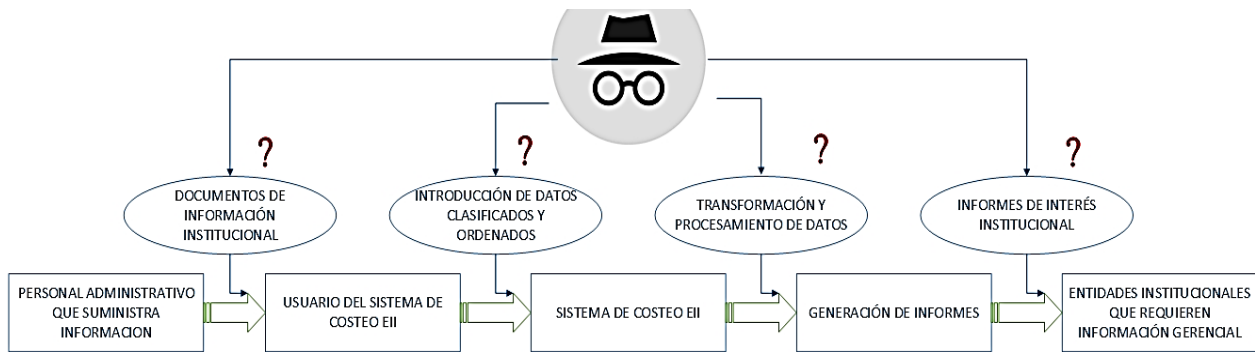 ?
?
?
?
DOCUMENTOS DE
INFORMACIÓN
INSTITUCIONAL
INTRODUCCIÓN DE DATOS
CLASIFICADOS Y
ORDENADOS
TRANSFORMACIÓN Y
PROCESAMIENTO DE DATOS
INFORMES DE INTERÉS
INSTITUCIONAL
PERSONAL ADMINISTRATIVO
QUE SUMINISTRA
INFORMACION
USUARIO DEL SISTEMA DE
COSTEO EII
SISTEMA DE COSTEO EII
GENERACIÓN DE INFORMES
ENTIDADES INSTITUCIONALES
QUE REQUIEREN
INFORMACIÓN GERENCIAL